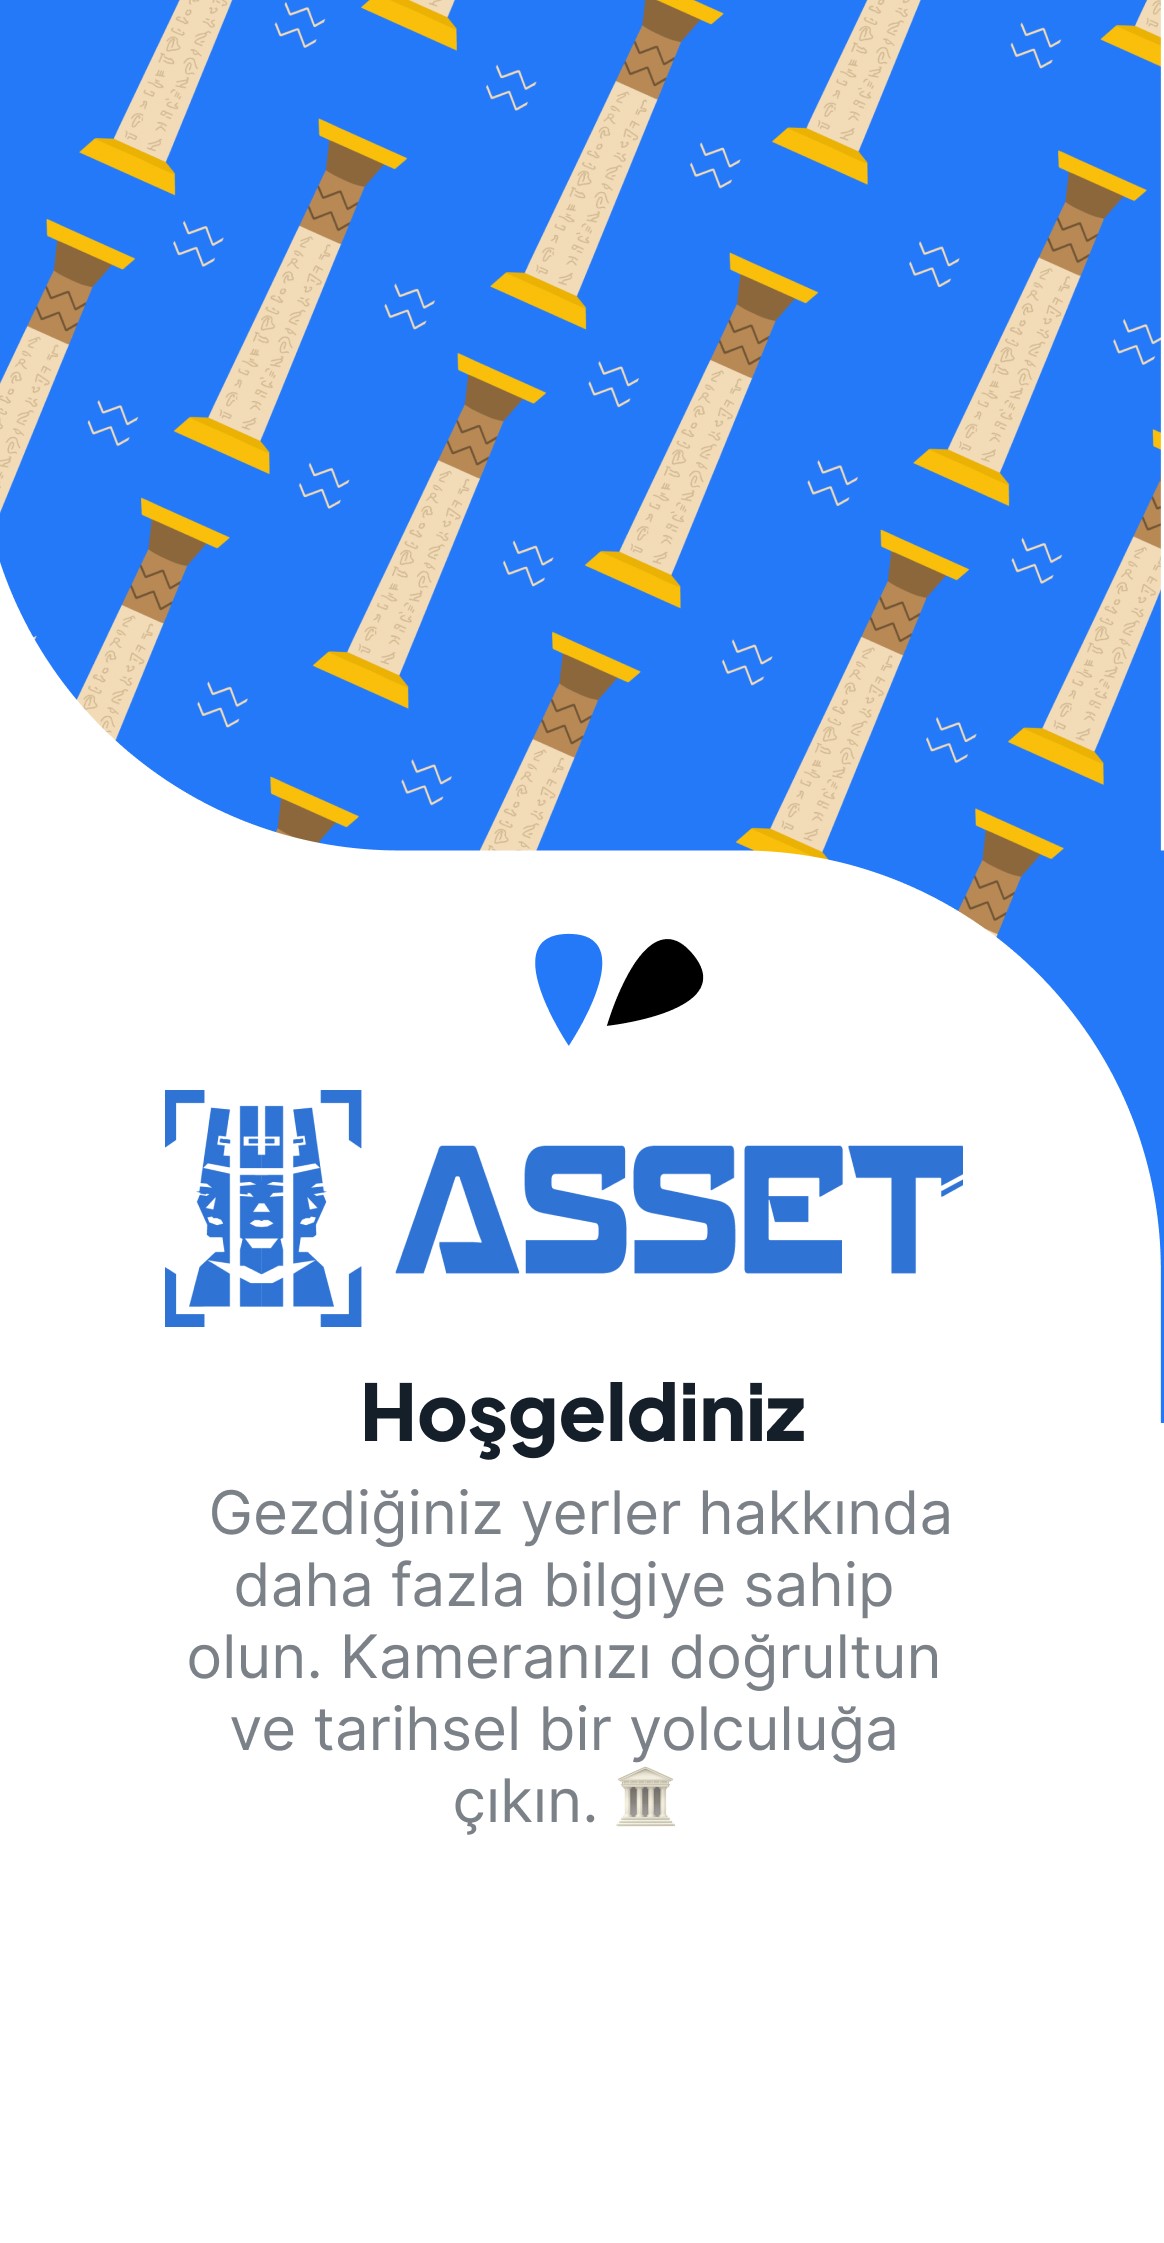 ASSET
Hoşgeldiniz
Gezdiğiniz yerler hakkında
daha fazla bilgiye sahip
olun. Kameranızı doğrultun
ve tarihsel bir yolculuğa
çıkın. 🏛️